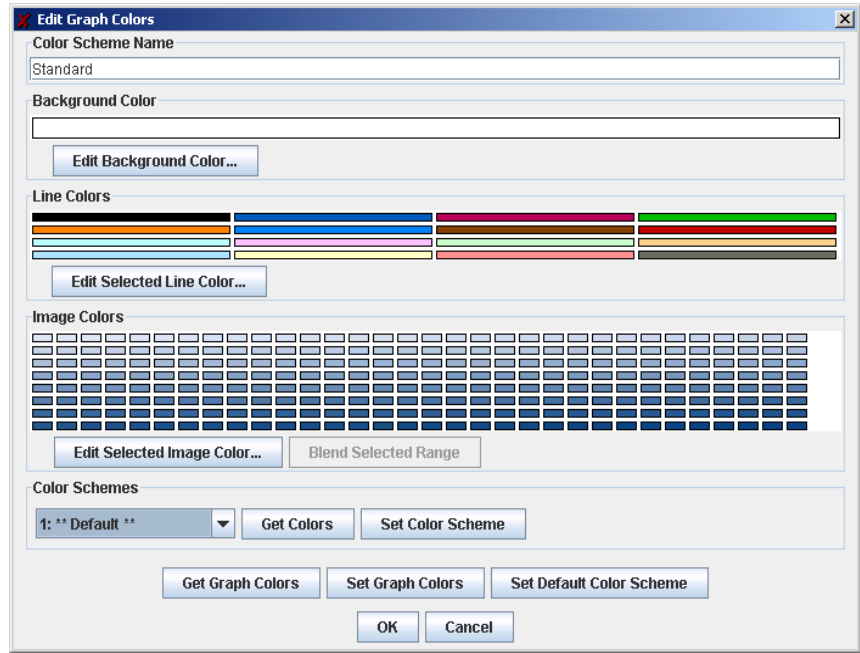 Edit Graph Colors
Color Scheme Name
Standard
Background Color
Edit Background Color...
Line Colors
Edit Selected Line Color...
Image Colors
Edit Selected Image Color... Blend Selected Range
Color Schemes
1: ** Default ** Get Colors Set Color Scheme
Get Graph Colors Set Graph Colors Set Default Color Scheme
OK Cancel